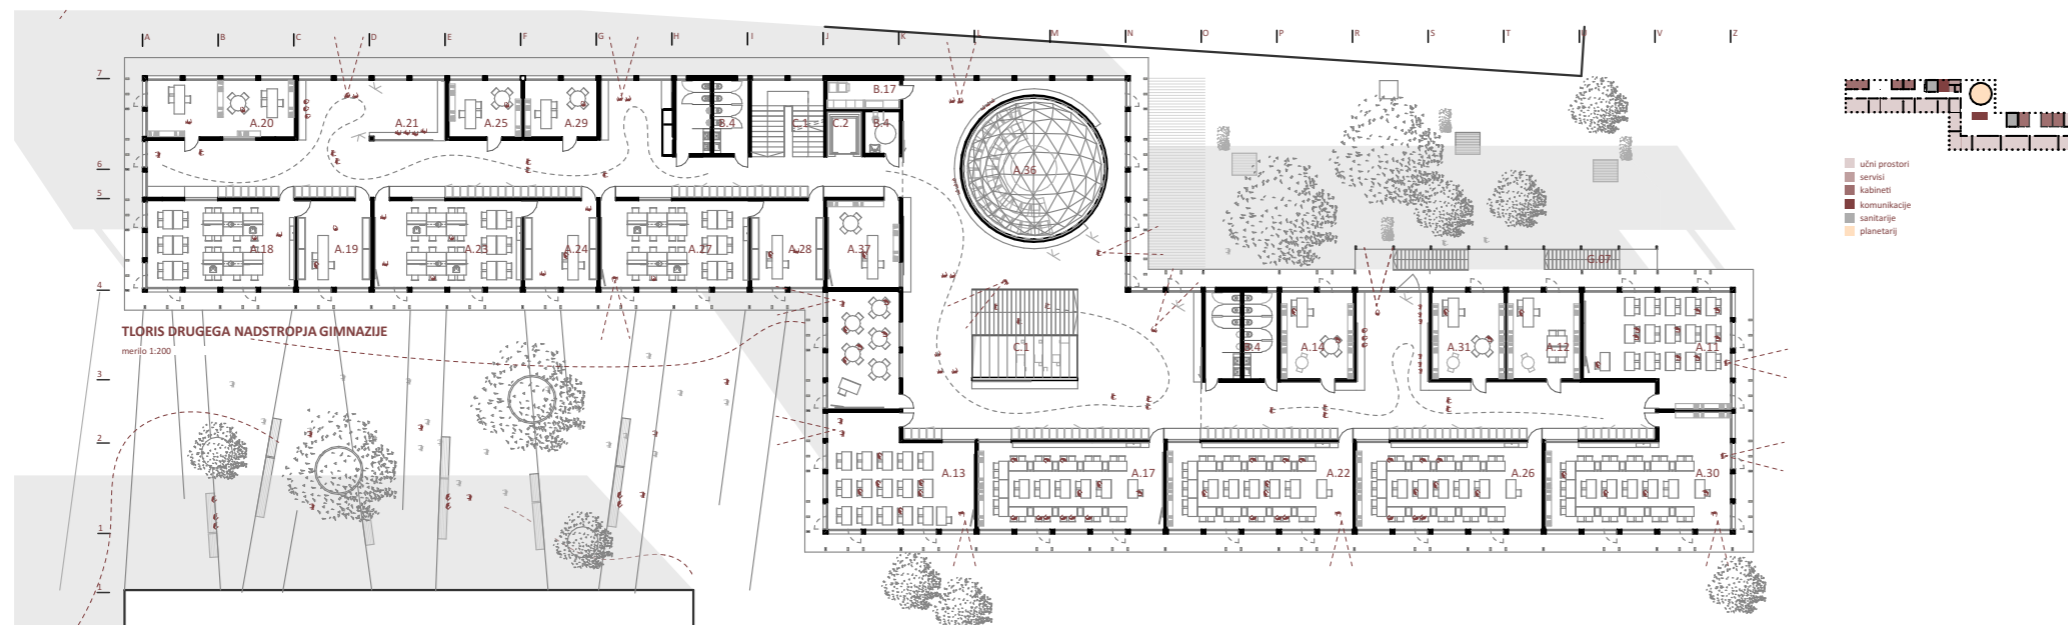 A B C D E F G H I J K L M N O P R S T U V Z
7
B.17
A.20 A.21 A.25 A.29 B.4 C.1 C.2 B.4
6
A.36
učni prostori
servisi
kabineti
komunikacije
sanitarije
planetarij
5
A.18 A.19 A.23 A.24 A.27 A.28 A.37
G.07
4
TLORIS DRUGEGA NADSTROPJA GIMNAZIJE
merilo 1:200
C.1 B.4 A.14 A.31 A.12 A.11
3
2
A.13 A.17 A.22 A.26 A.30
1
1